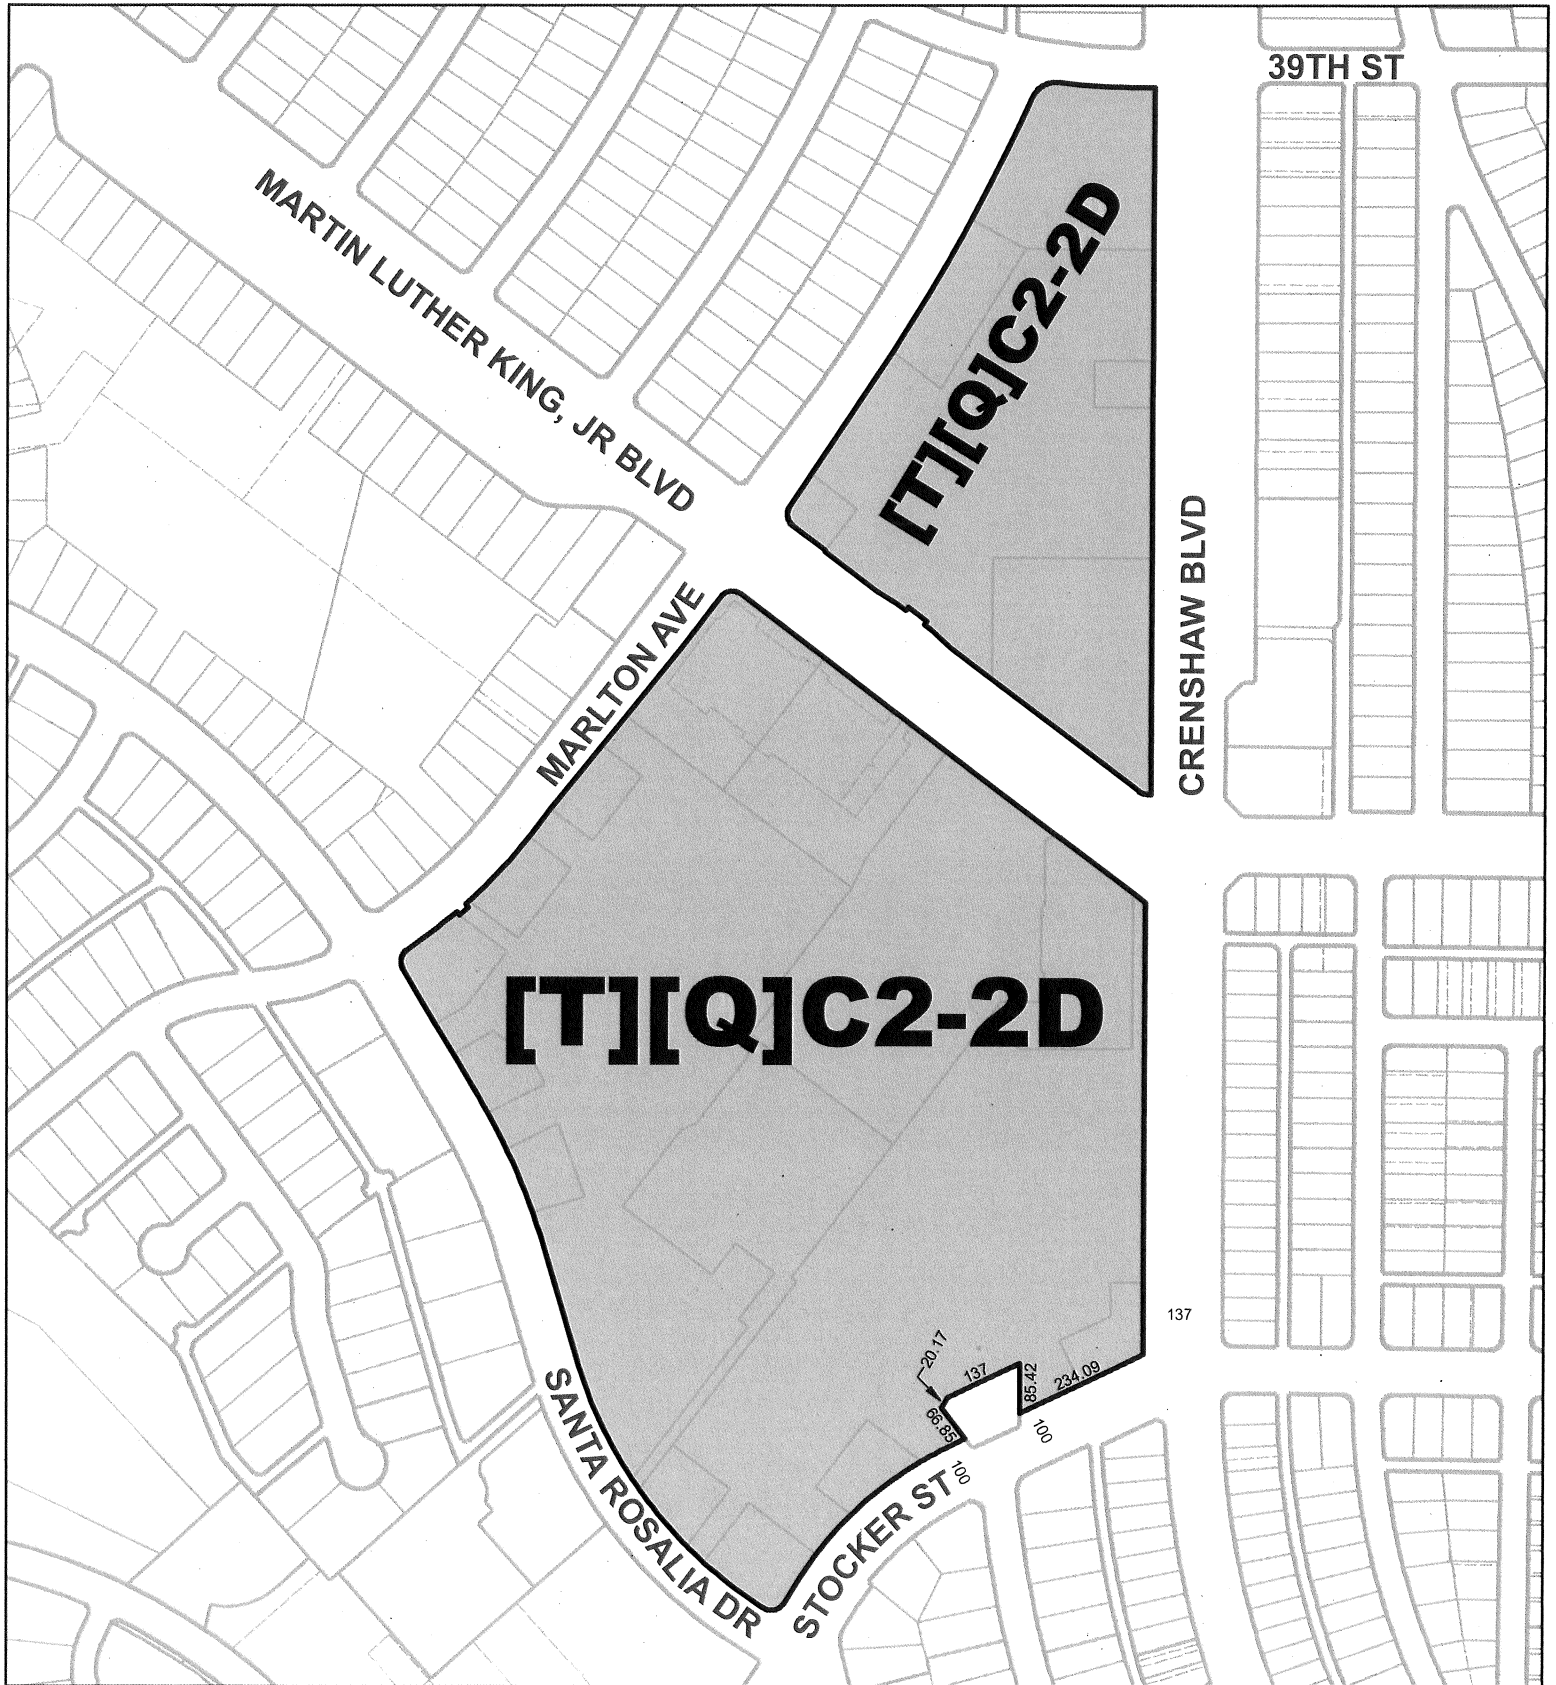 39TH ST
MARTIN LUTHER KING, JR BLVD
[T][Q]C2-2D
CRENSHAW BLVD
MARLTON AVE
[T][Q]C2-2D
137
20.17
137
85.42
234.09
66.85
100
100
SANTA ROSALIA DR
STOCKER ST